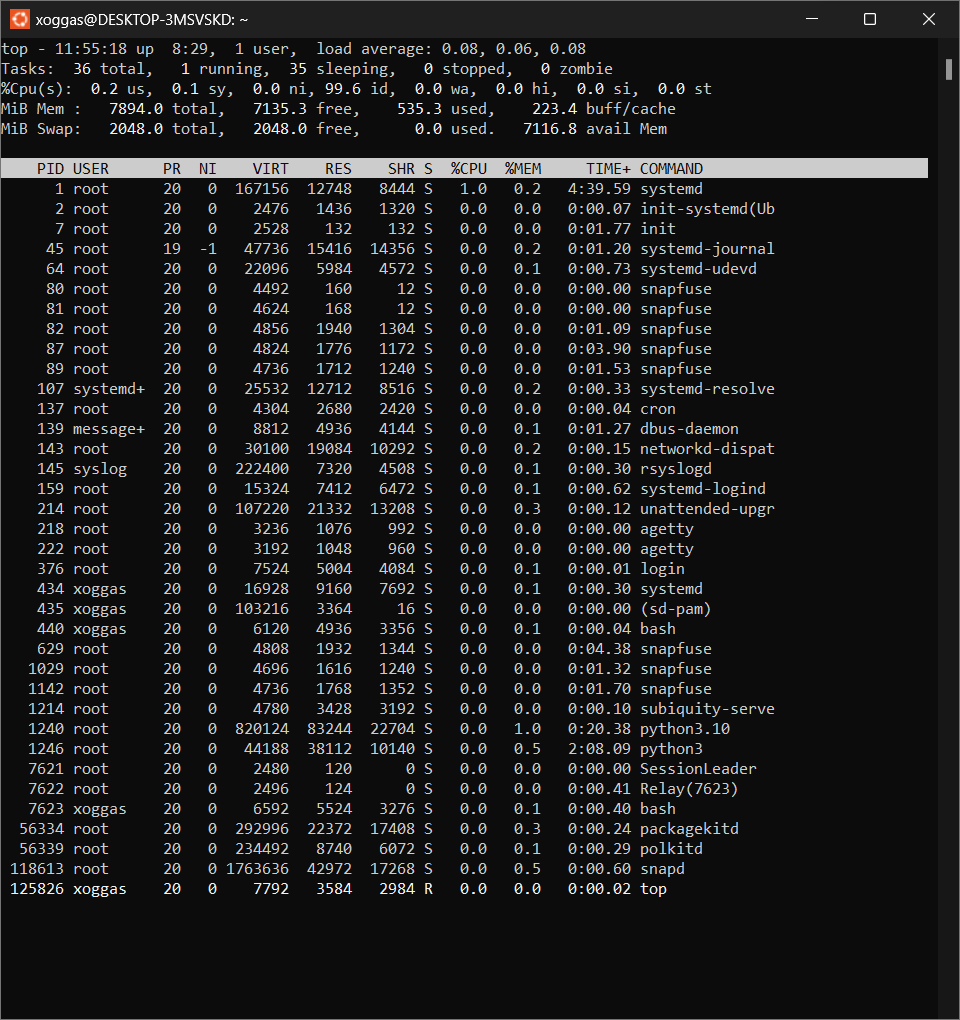 xoggas@DESKTOP-3MSVSKD: ~
top - 11:55:18 up  8:29,  1 user,  load average: 0.08, 0.06, 0.08
Tasks:  36 total,   1 running,  35 sleeping,   0 stopped,   0 zombie
%Cpu(s):  0.2 us,  0.1 sy,  0.0 ni, 99.6 id,  0.0 wa,  0.0 hi,  0.0 si,  0.0 st
MiB Mem :   7894.0 total,   7135.3 free,    535.3 used,    223.4 buff/cache
MiB Swap:   2048.0 total,   2048.0 free,      0.0 used.   7116.8 avail Mem
PID USER      PR  NI    VIRT    RES    SHR S  %CPU  %MEM     TIME+ COMMAND
1 root      20   0  167156  12748   8444 S   1.0   0.2   4:39.59 systemd
2 root      20   0    2476   1436   1320 S   0.0   0.0   0:00.07 init-systemd(Ub
7 root      20   0    2528    132    132 S   0.0   0.0   0:01.77 init
45 root      19  -1   47736  15416  14356 S   0.0   0.2   0:01.20 systemd-journal
64 root      20   0   22096   5984   4572 S   0.0   0.1   0:00.73 systemd-udevd
80 root      20   0    4492    160     12 S   0.0   0.0   0:00.00 snapfuse
81 root      20   0    4624    168     12 S   0.0   0.0   0:00.00 snapfuse
82 root      20   0    4856   1940   1304 S   0.0   0.0   0:01.09 snapfuse
87 root      20   0    4824   1776   1172 S   0.0   0.0   0:03.90 snapfuse
89 root      20   0    4736   1712   1240 S   0.0   0.0   0:01.53 snapfuse
107 systemd+  20   0   25532  12712   8516 S   0.0   0.2   0:00.33 systemd-resolve
137 root      20   0    4304   2680   2420 S   0.0   0.0   0:00.04 cron
139 message+  20   0    8812   4936   4144 S   0.0   0.1   0:01.27 dbus-daemon
143 root      20   0   30100  19084  10292 S   0.0   0.2   0:00.15 networkd-dispat
145 syslog    20   0  222400   7320   4508 S   0.0   0.1   0:00.30 rsyslogd
159 root      20   0   15324   7412   6472 S   0.0   0.1   0:00.62 systemd-logind
214 root      20   0  107220  21332  13208 S   0.0   0.3   0:00.12 unattended-upgr
218 root      20   0    3236   1076    992 S   0.0   0.0   0:00.00 agetty
222 root      20   0    3192   1048    960 S   0.0   0.0   0:00.00 agetty
376 root      20   0    7524   5004   4084 S   0.0   0.1   0:00.01 login
434 xoggas    20   0   16928   9160   7692 S   0.0   0.1   0:00.30 systemd
435 xoggas    20   0  103216   3364     16 S   0.0   0.0   0:00.00 (sd-pam)
440 xoggas    20   0    6120   4936   3356 S   0.0   0.1   0:00.04 bash
629 root      20   0    4808   1932   1344 S   0.0   0.0   0:04.38 snapfuse
1029 root      20   0    4696   1616   1240 S   0.0   0.0   0:01.32 snapfuse
1142 root      20   0    4736   1768   1352 S   0.0   0.0   0:01.70 snapfuse
1214 root      20   0    4780   3428   3192 S   0.0   0.0   0:00.10 subiquity-serve
1240 root      20   0  820124  83244  22704 S   0.0   1.0   0:20.38 python3.10
1246 root      20   0   44188  38112  10140 S   0.0   0.5   2:08.09 python3
7621 root      20   0    2480    120      0 S   0.0   0.0   0:00.00 SessionLeader
7622 root      20   0    2496    124      0 S   0.0   0.0   0:00.41 Relay(7623)
7623 xoggas    20   0    6592   5524   3276 S   0.0   0.1   0:00.40 bash
56334 root      20   0  292996  22372  17408 S   0.0   0.3   0:00.24 packagekitd
56339 root      20   0  234492   8740   6072 S   0.0   0.1   0:00.29 polkitd
118613 root      20   0 1763636  42972  17268 S   0.0   0.5   0:00.60 snapd
125826 xoggas    20   0    7792   3584   2984 R   0.0   0.0   0:00.02 top